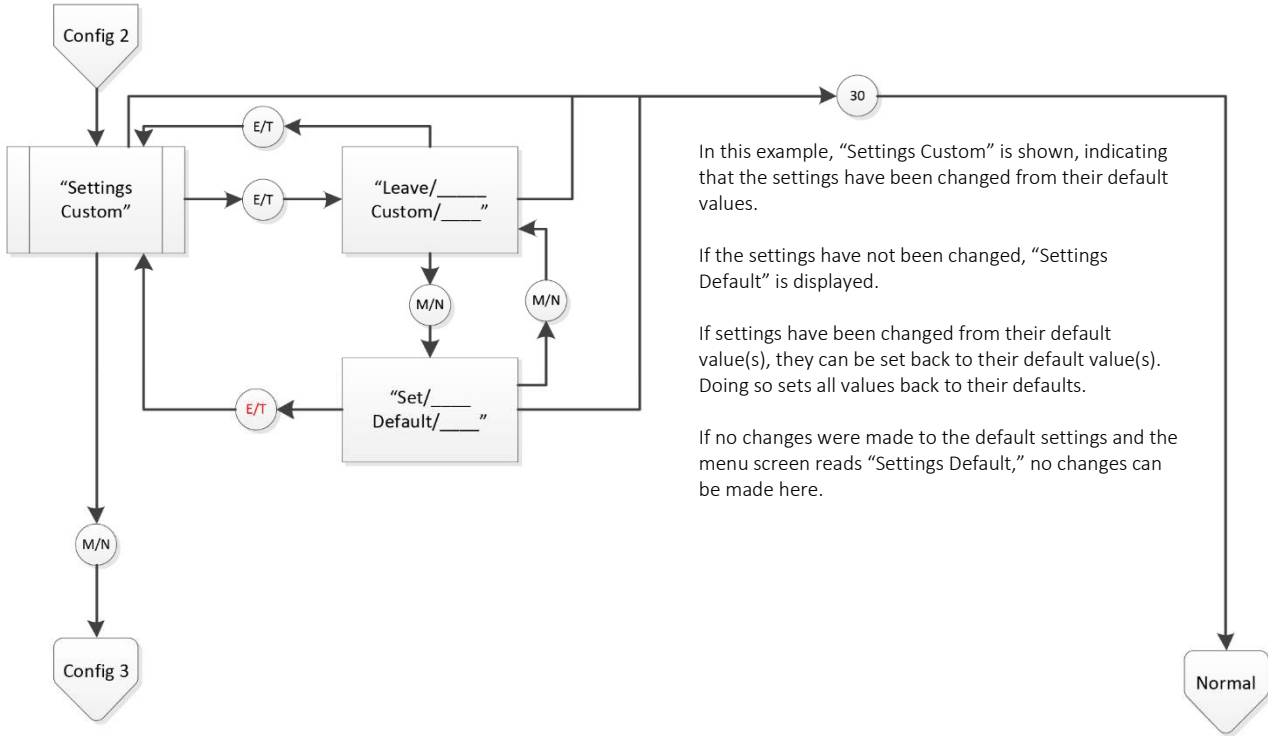 Config 2
30
E/T
"Settings
Custom"
E/T
"Leave/_____
Custom/____"
M/N
M/N
E/T
"Set/____
Default/____"
M/N
Config 3
Normal
In this example, "Settings Custom" is shown, indicating
that the settings have been changed from their default
values.
If the settings have not been changed, "Settings
Default" is displayed.
If settings have been changed from their default
value(s), they can be set back to their default value(s).
Doing so sets all values back to their defaults.
If no changes were made to the default settings and the
menu screen reads "Settings Default," no changes can
be made here.